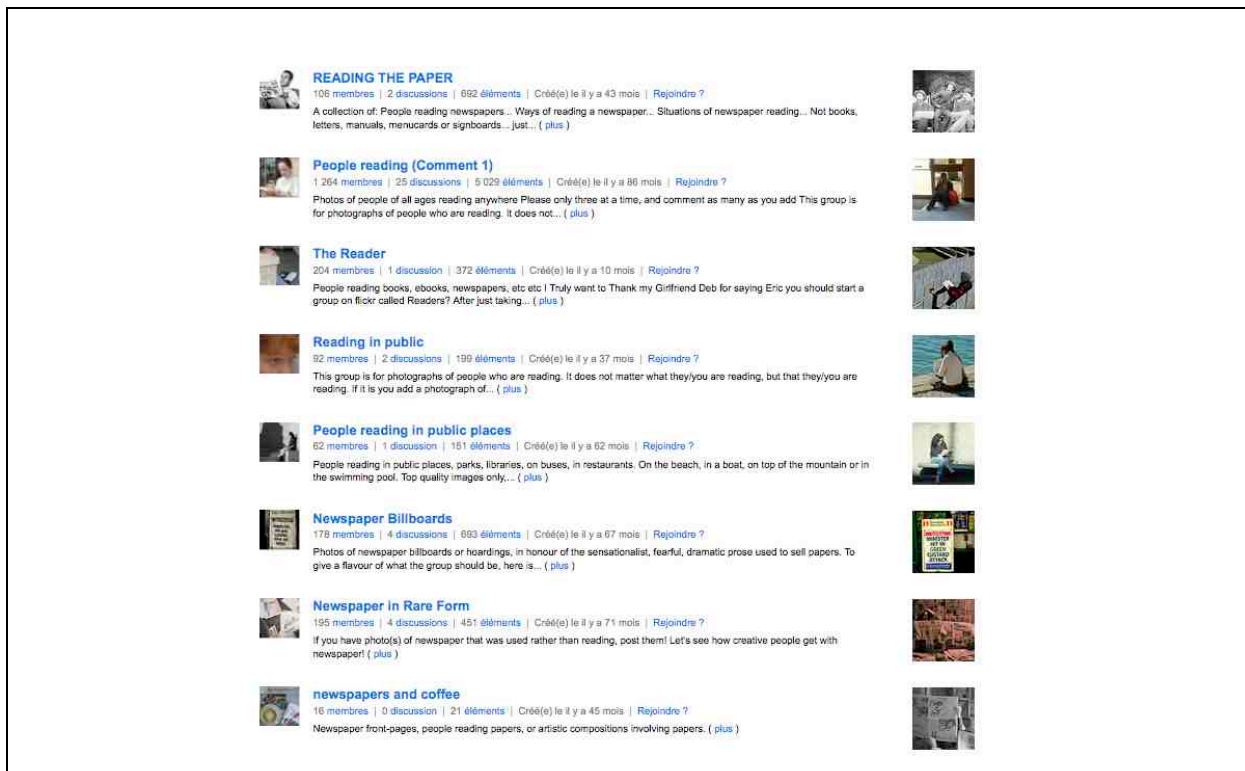 READING THE PAPER
106 membres | 2 discussions | 692 éléments | Créé(e) le il y a 43 mois | Rejoindre ?
A collection of: People reading newspapers... Ways of reading a newspaper... Situations of newspaper reading... Not books,
letters, manuals, menucards or signboards... just... ( plus )
People reading (Comment 1)
1 264 membres | 25 discussions | 5 029 éléments | Créé(e) le il y a 86 mois | Rejoindre ?
Photos of people of all ages reading anywhere Please only three at a time, and comment as many as you add This group is
for photographs of people who are reading. It does not... ( plus )
The Reader
204 membres | 1 discussion | 372 éléments | Créé(e) le il y a 10 mois | Rejoindre ?
People reading books, ebooks, newspapers, etc etc I Truly want to Thank my Girlfriend Deb for saying Eric you should start a
group on flickr called Readers? After just taking... ( plus )
Reading in public
92 membres | 2 discussions | 199 éléments | Créé(e) le il y a 37 mois | Rejoindre ?
This group is for photographs of people who are reading. It does not matter what they/you are reading, but that they/you are
reading. If it is you add a photograph of... ( plus )
People reading in public places
62 membres | 1 discussion | 151 éléments | Créé(e) le il y a 62 mois | Rejoindre ?
People reading in public places, parks, libraries, on buses, in restaurants. On the beach, in a boat, on top of the mountain or in
the swimming pool. Top quality images only,... ( plus )
Newspaper Billboards
178 membres | 4 discussions | 693 éléments | Créé(e) le il y a 67 mois | Rejoindre ?
Photos of newspaper billboards or hoardings, in honour of the sensationalist, fearful, dramatic prose used to sell papers. To
give a flavour of what the group should be, here is... ( plus )
MINISTER
HIT IN
GREEN
CUSTARD
ATTACK
Newspaper in Rare Form
195 membres | 4 discussions | 451 éléments | Créé(e) le il y a 71 mois | Rejoindre ?
If you have photo(s) of newspaper that was used rather than reading, post them! Let's see how creative people get with
newspaper! ( plus )
newspapers and coffee
16 membres | 0 discussion | 21 éléments | Créé(e) le il y a 45 mois | Rejoindre ?
Newspaper front-pages, people reading papers, or artistic compositions involving papers. ( plus )